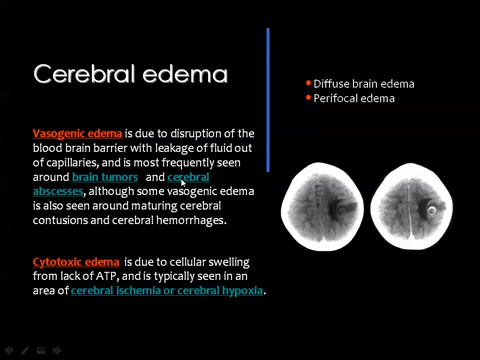 Cerebral edema
Diffuse brain edema
Perifocal edema
Vasogenic edema is due to disruption of the
blood brain barrier with leakage of fluid out
of capillaries, and is most frequently seen
around brain tumors and cerebral
abscesses, although some vasogenic edema
is also seen around maturing cerebral
contusions and cerebral hemorrhages.
Cytotoxic edema is due to cellular swelling
from lack of ATP, and is typically seen in an
area of cerebral ischemia or cerebral hypoxia.